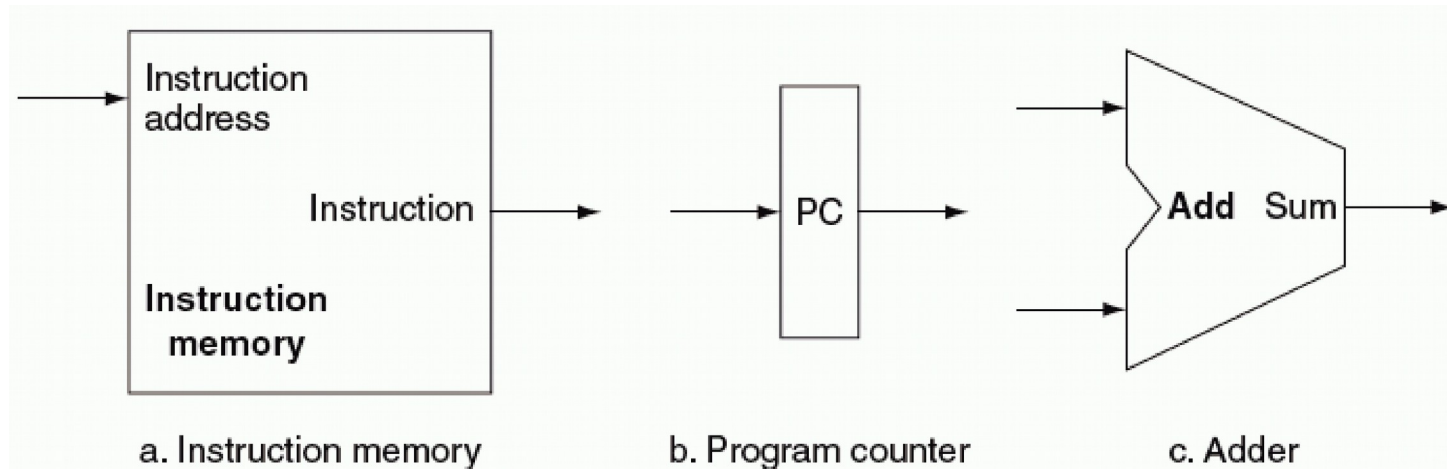 Instruction
address
Instruction
Instruction
memory
a. Instruction memory
PC
b. Program counter
Add Sum
c. Adder